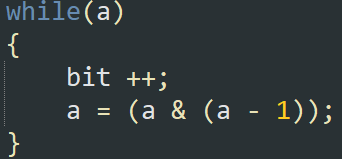 while(a)
{
    bit ++;
    a = (a & (a - 1));
}